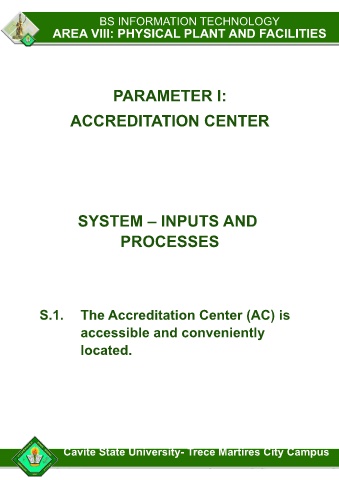 BS INFORMATION TECHNOLOGY
AREA VIII: PHYSICAL PLANT AND FACILITIES
PARAMETER I:
ACCREDITATION CENTER
SYSTEM – INPUTS AND
PROCESSES
S.1. The Accreditation Center (AC) is
accessible and conveniently
located.
Cavite State University- Trece Martires City Campus